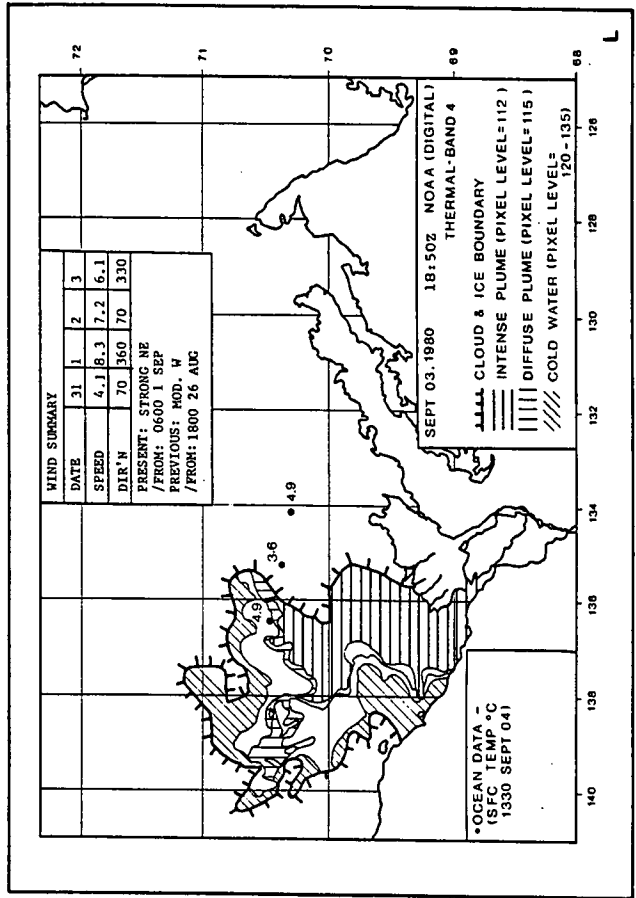 WIND SUMMARY
DATE 31 1 2 3
SPEED 4.1 8.3 7.2 6.1
DIR'N 70 360 70 330
PRESENT: STRONG NE
/FROM: 0600 1 SEP
PREVIOUS: MOD. W
/FROM:1800 26 AUG
72
71
70
69
68
4.9
3·6
4.9
•OCEAN DATA –
(SFC TEMP °C
1330 SEPT 04)
SEPT 03.1980 18:50Z NOAA (DIGITAL)
THERMAL-BAND 4
CLOUD & ICE BOUNDARY
INTENSE PLUME (PIXEL LEVEL=112)
DIFFUSE PLUME (PIXEL LEVEL=115)
COLD WATER (PIXEL LEVEL=
120-135)
140 138 136 134 132 130 128 126
L